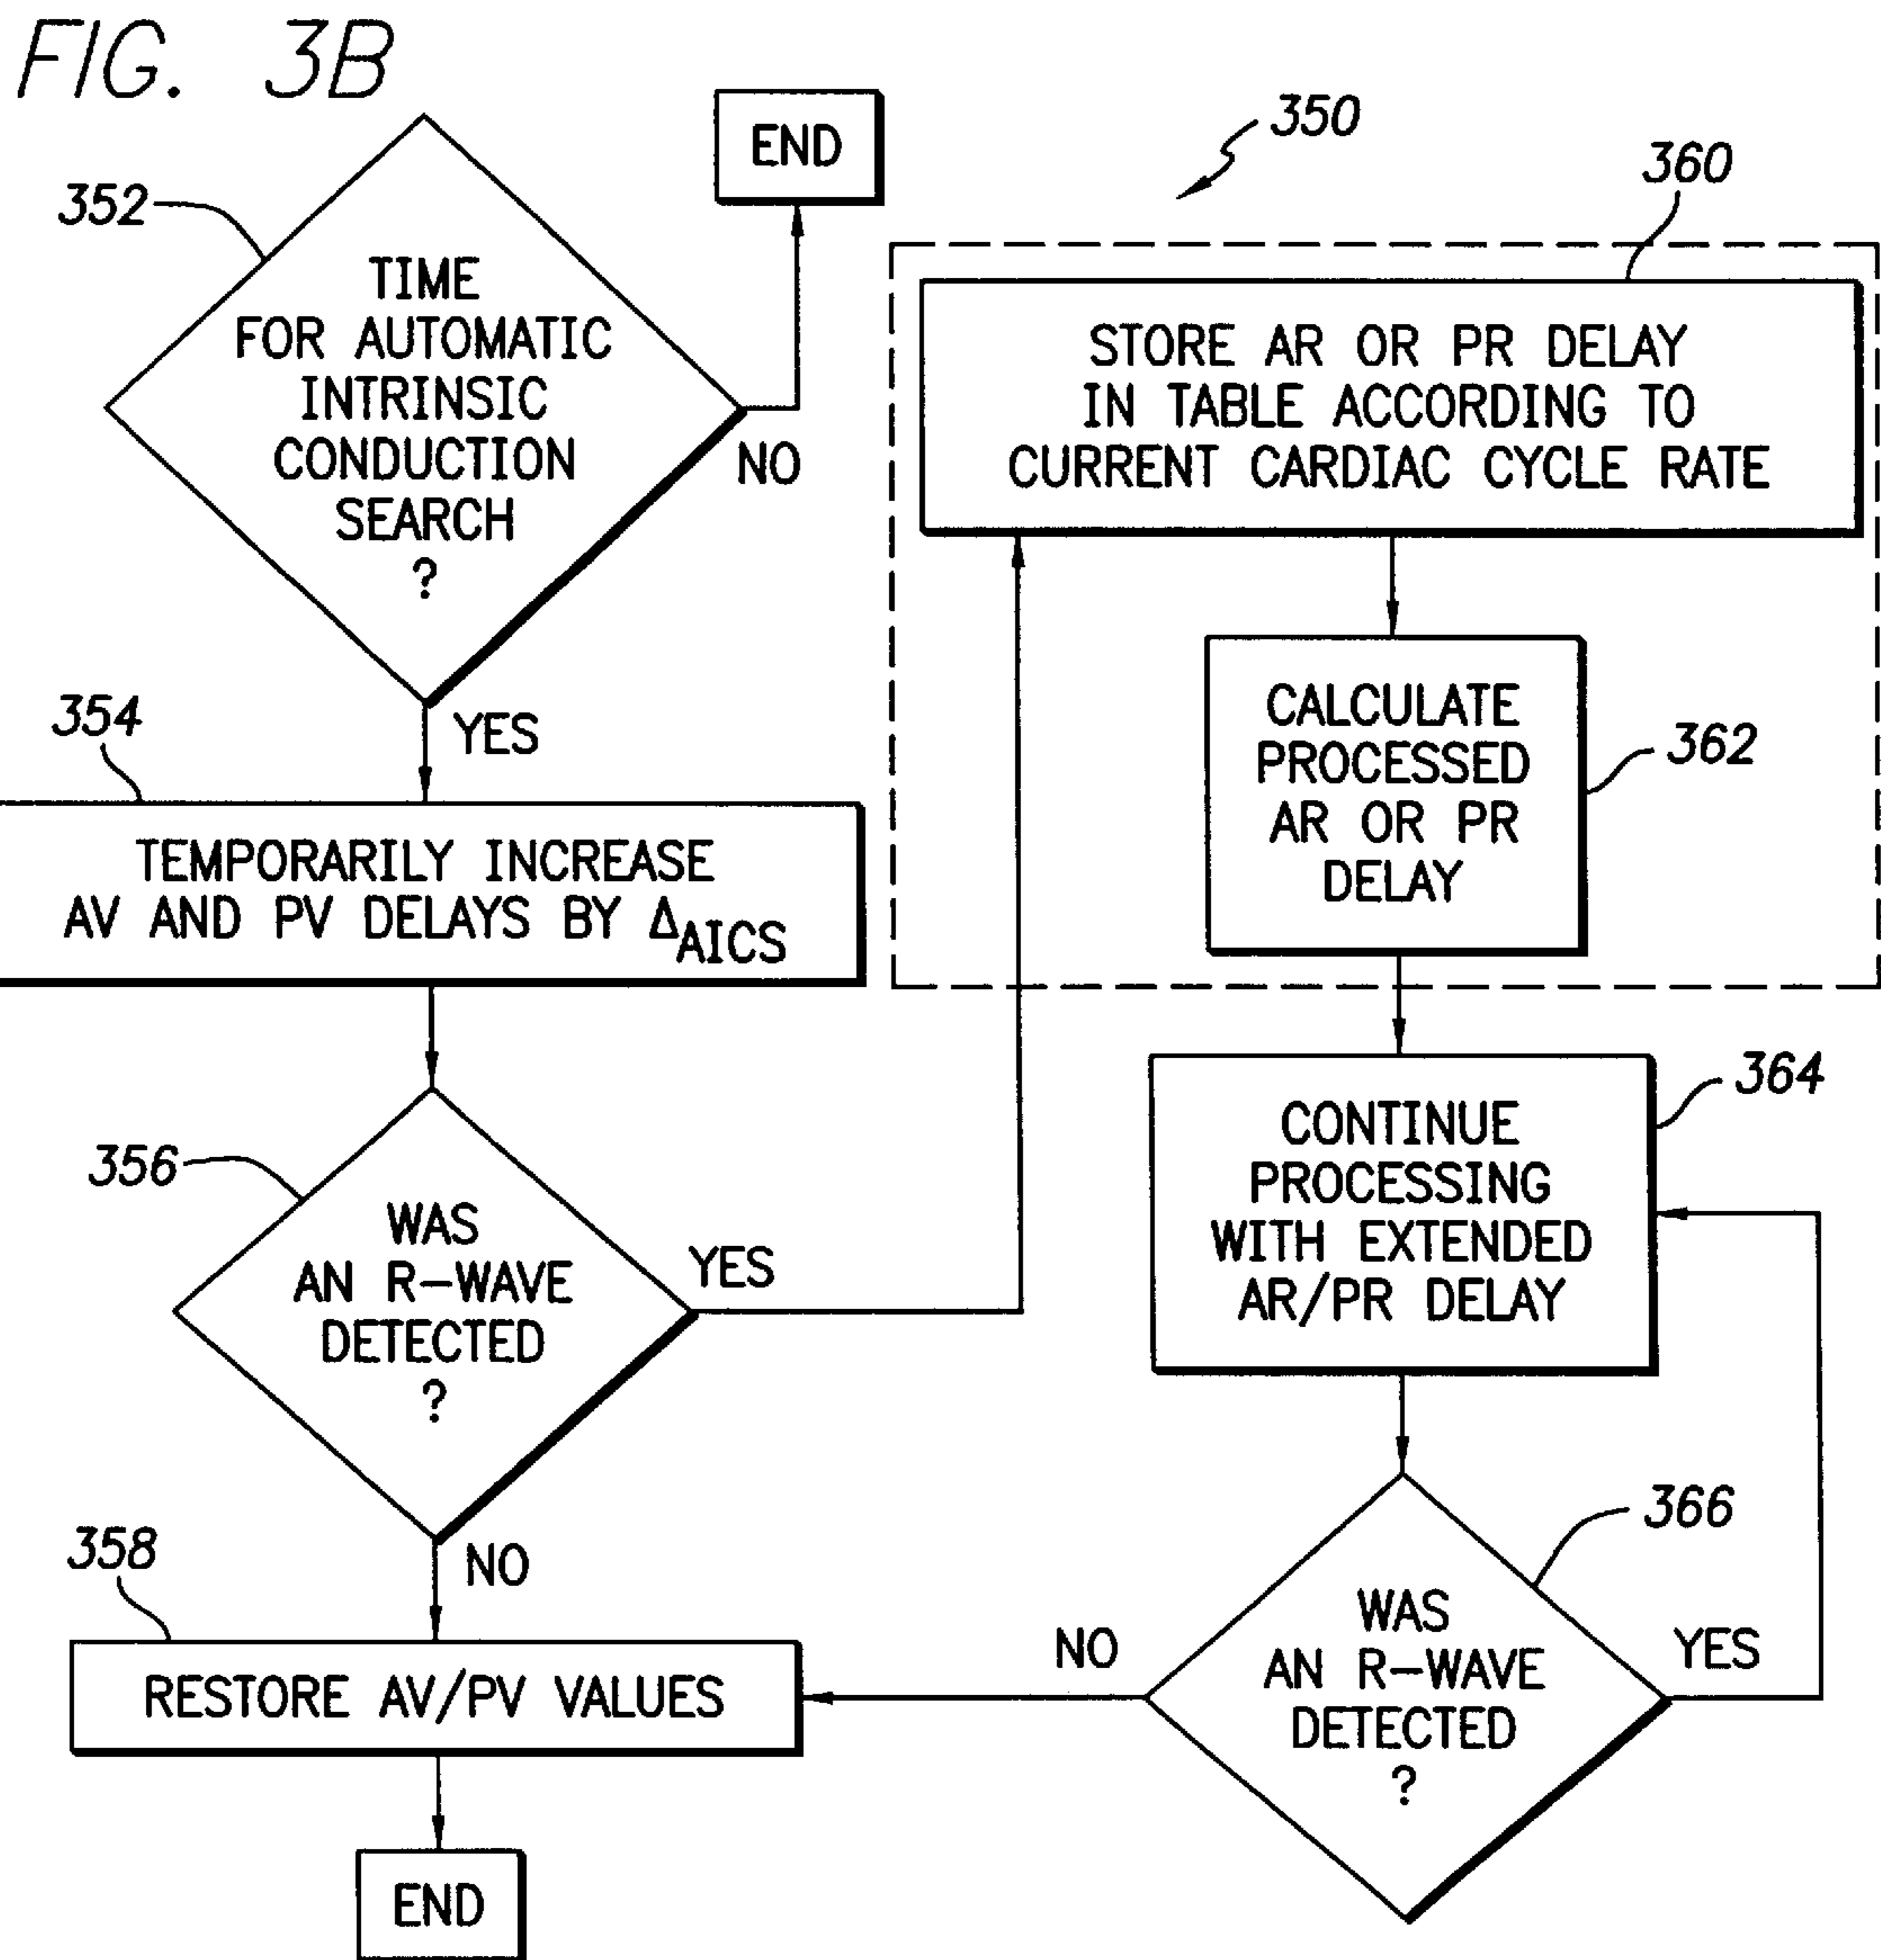 FIG. 3B
END
350
360
352
TIME
FOR AUTOMATIC
INTRINSIC
CONDUCTION
SEARCH
?
NO
STORE AR OR PR DELAY
IN TABLE ACCORDING TO
CURRENT CARDIAC CYCLE RATE
354
YES
CALCULATE
PROCESSED
AR OR PR
DELAY
362
TEMPORARILY INCREASE
AV AND PV DELAYS BY ΔAICS
356
WAS
AN R-WAVE
DETECTED
?
YES
364
CONTINUE
PROCESSING
WITH EXTENDED
AR/PR DELAY
358
NO
366
WAS
AN R-WAVE
DETECTED
?
NO
YES
RESTORE AV/PV VALUES
END